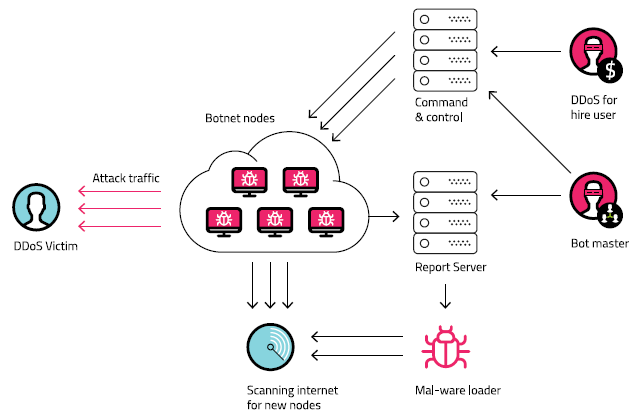 Command
& control
DDoS for
hire user
$
Botnet nodes
Attack traffic
DDoS Victim
Report Server
Bot master
Scanning internet
for new nodes
Mal-ware loader